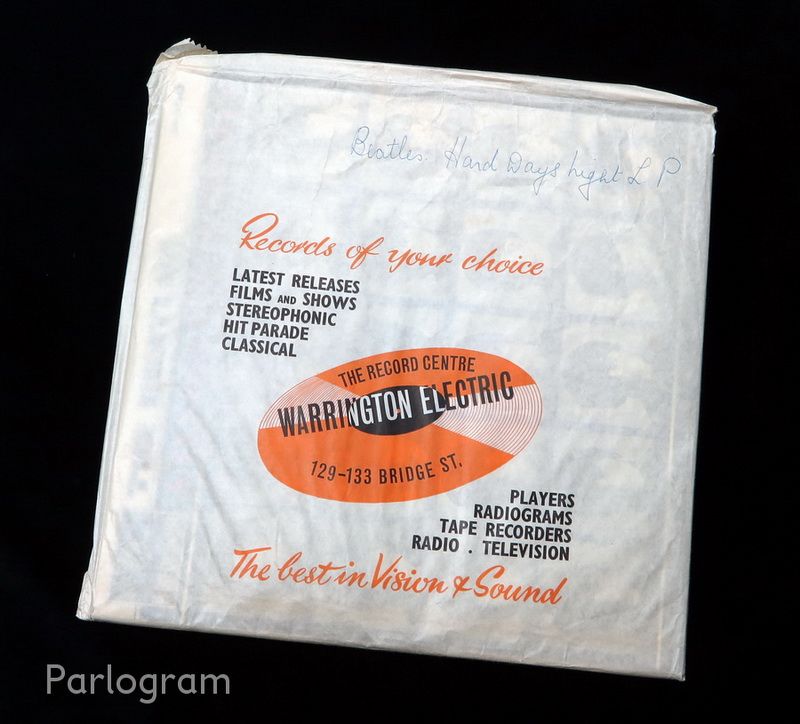 Beatles. Hard Days Night L P
Records of your choice
LATEST RELEASES
FILMS AND SHOWS
STEREOPHONIC
HIT PARADE
CLASSICAL
THE RECORD CENTRE
WARRINGTON ELECTRIC
129-133 BRIDGE ST.
PLAYERS
RADIOGRAMS
TAPE RECORDERS
RADIO . TELEVISION
The best in Vision & Sound
Parlogram